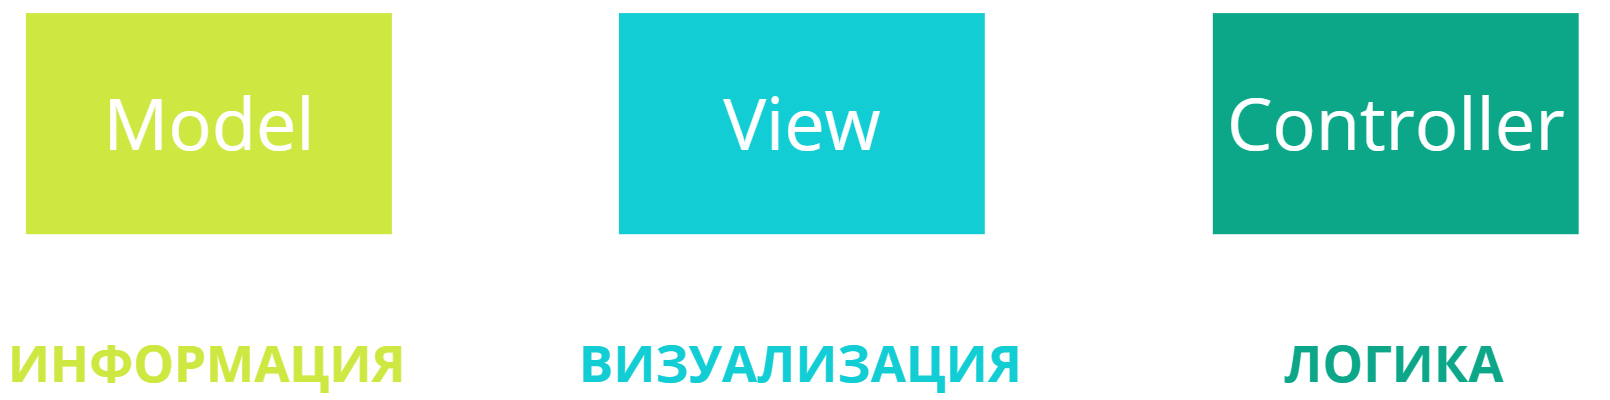 Model View Controller
ИНФОРМАЦИЯ ВИЗУАЛИЗАЦИЯ ЛОГИКА